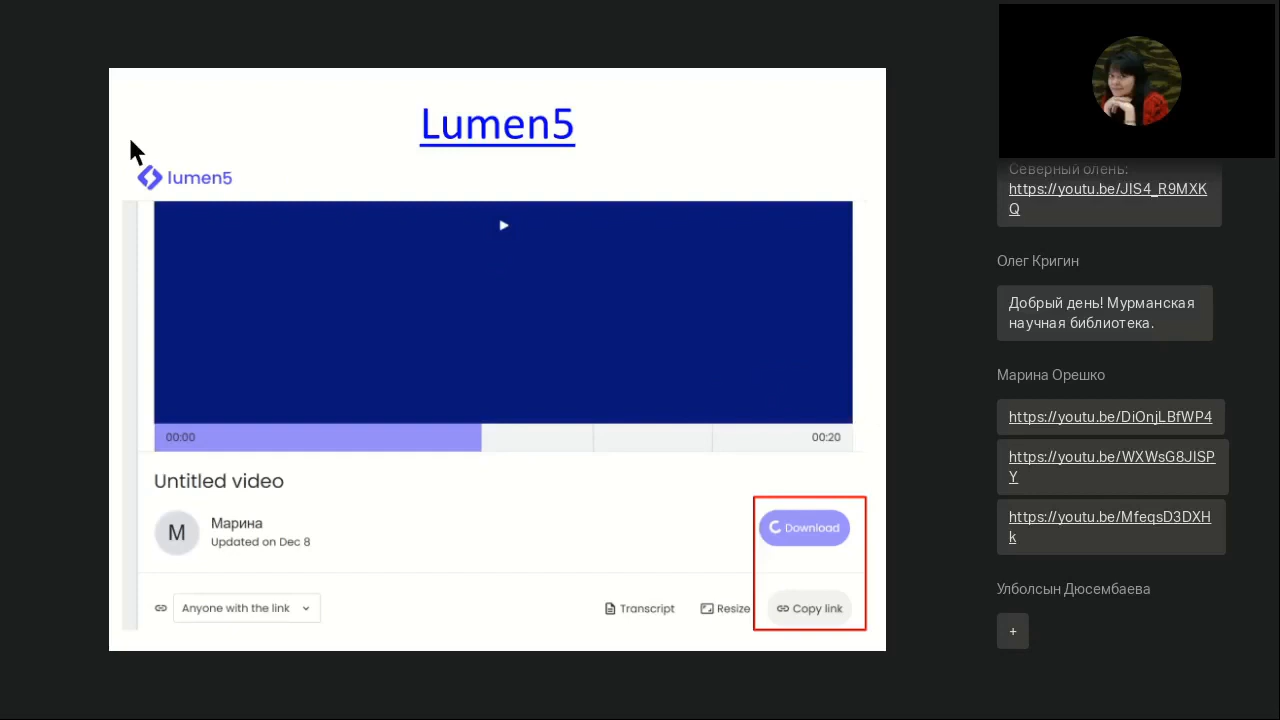 Lumen5
lumen5
00:00
00:20
Untitled video
M
Марина
Updated on Dec 8
Download
Anyone with the link
Transcript
Resize
Copy link
Северный олень:
https://youtu.be/JIS4_R9MXK
Q
Олег Кригин
Добрый день! Мурманская
научная библиотека.
Марина Орешко
https://youtu.be/DiOnjLBfWP4
https://youtu.be/WXWsG8JISP
Y
https://youtu.be/MfeqsD3DXH
k
Улболсын Дюсембаева
+